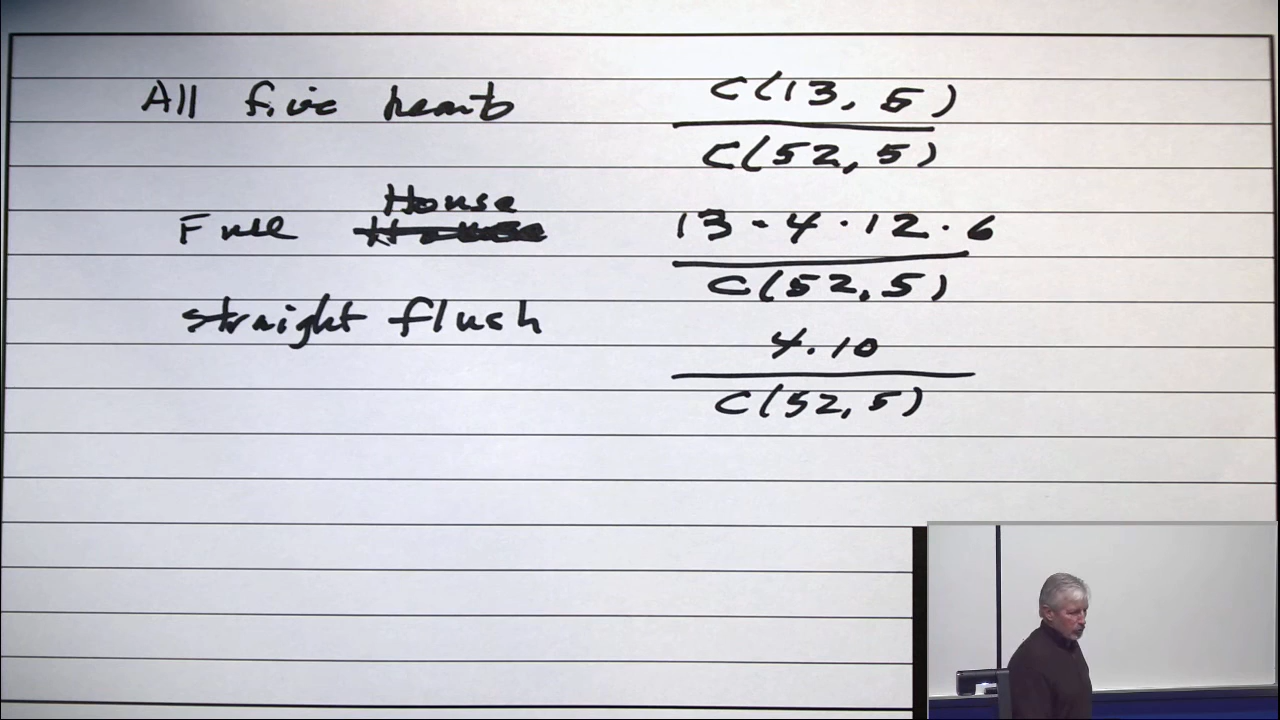 All five hearts
C(13, 5)
C(52, 5)
House
Full House
13 · 4 · 12 · 6
C(52, 5)
straight flush
4 · 10
C(52, 5)